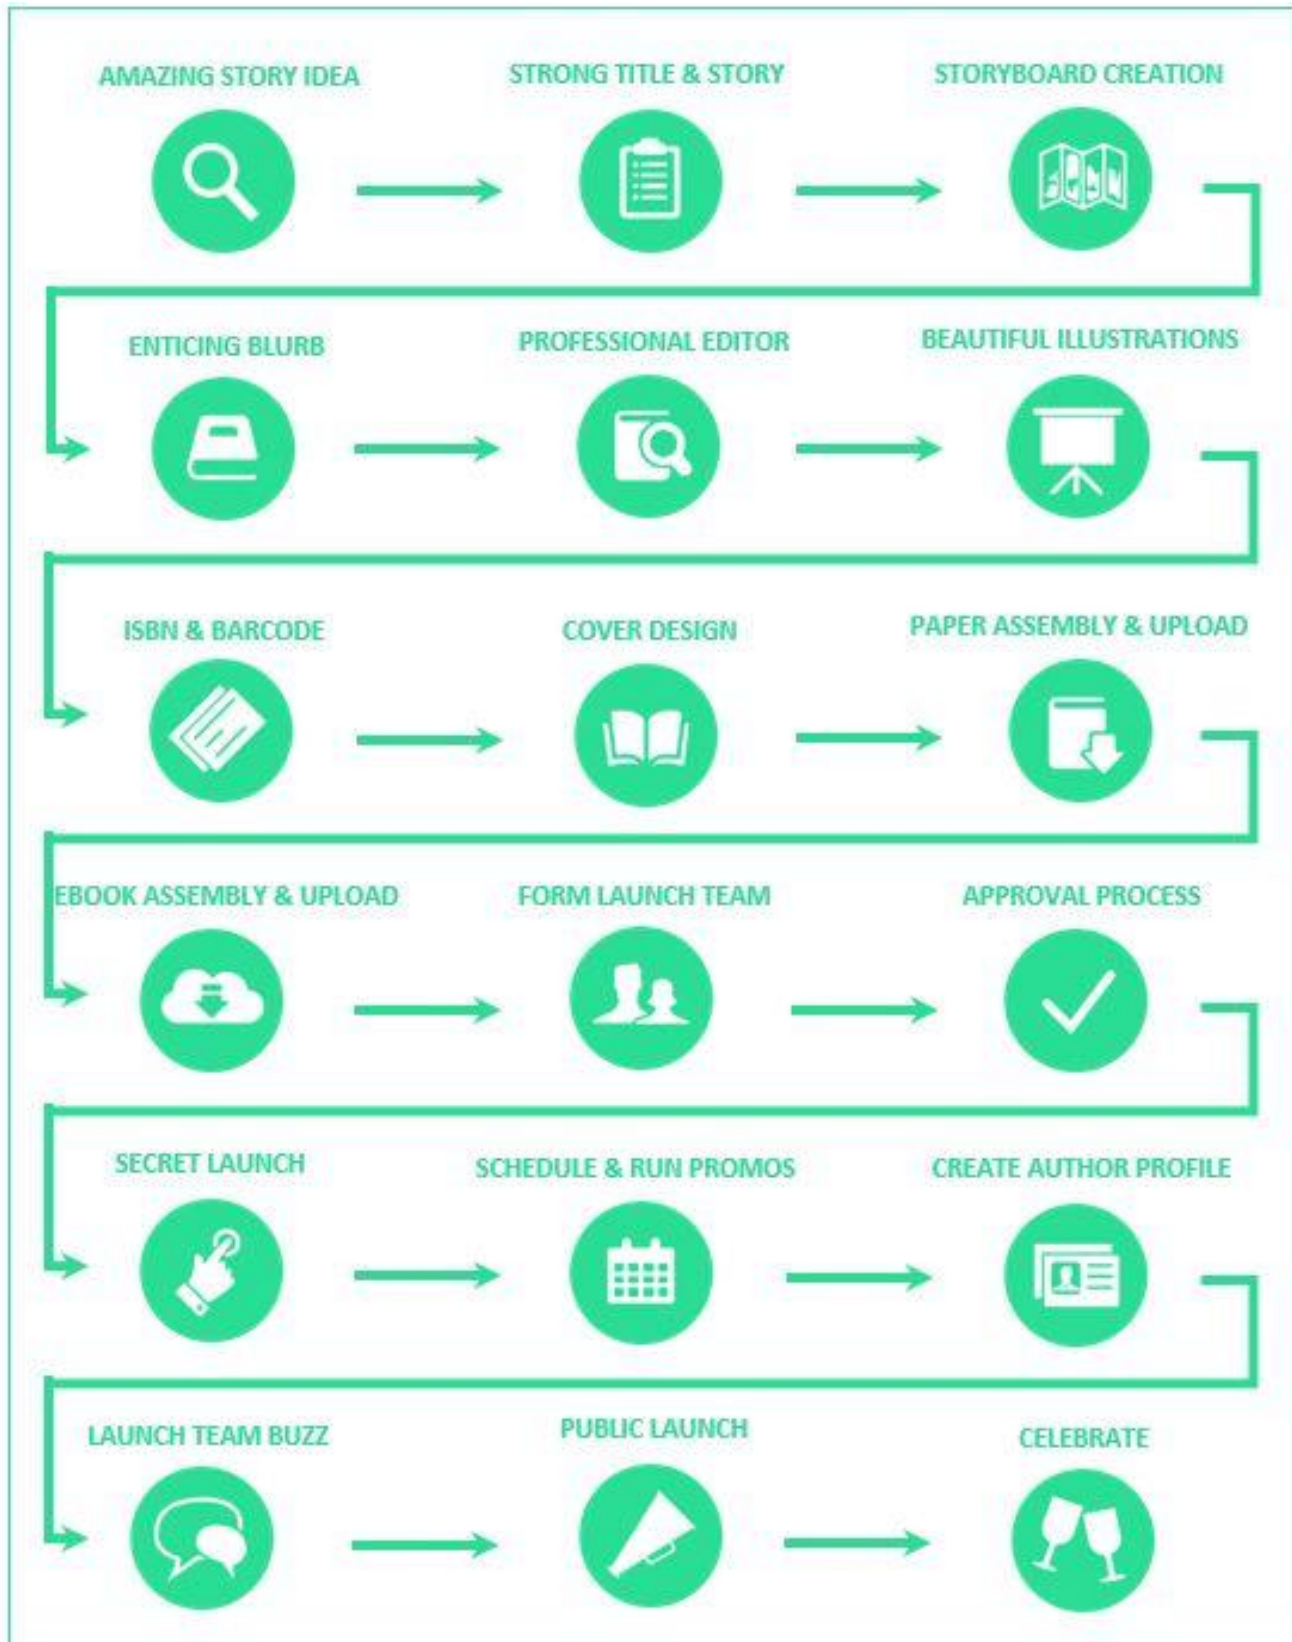 AMAZING STORY IDEA
STRONG TITLE & STORY
STORYBOARD CREATION
ENTICING BLURB
PROFESSIONAL EDITOR
BEAUTIFUL ILLUSTRATIONS
ISBN & BARCODE
COVER DESIGN
PAPER ASSEMBLY & UPLOAD
EBOOK ASSEMBLY & UPLOAD
FORM LAUNCH TEAM
APPROVAL PROCESS
SECRET LAUNCH
SCHEDULE & RUN PROMOS
CREATE AUTHOR PROFILE
LAUNCH TEAM BUZZ
PUBLIC LAUNCH
CELEBRATE